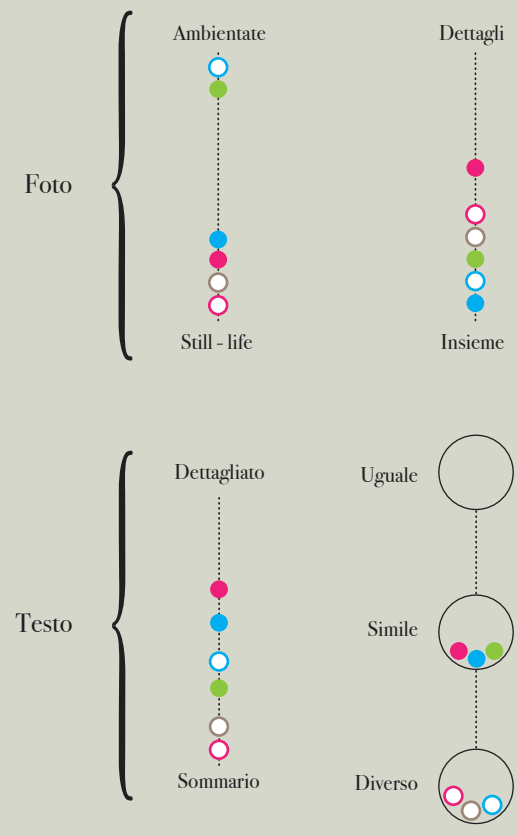 Ambientate
Dettagli
Foto
Still - life
Insieme
Dettagliato
Uguale
Testo
Simile
Sommario
Diverso